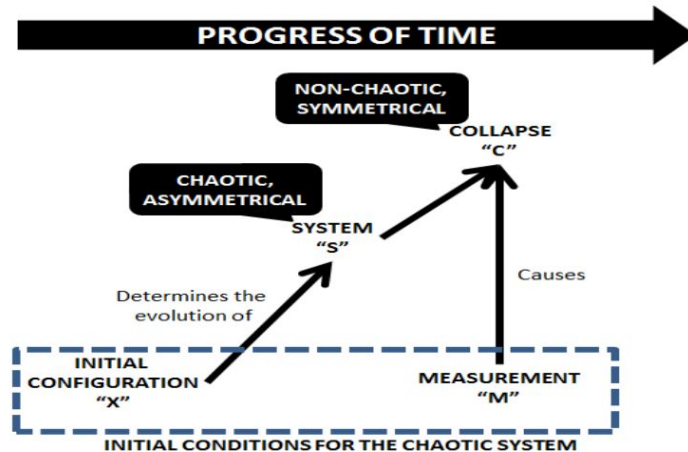 PROGRESS OF TIME
NON-CHAOTIC,
SYMMETRICAL
COLLAPSE
“C”
CHAOTIC,
ASYMMETRICAL
SYSTEM
“S”
Causes
Determines the
evolution of
INITIAL
CONFIGURATION
“X”
MEASUREMENT
“M”
INITIAL CONDITIONS FOR THE CHAOTIC SYSTEM